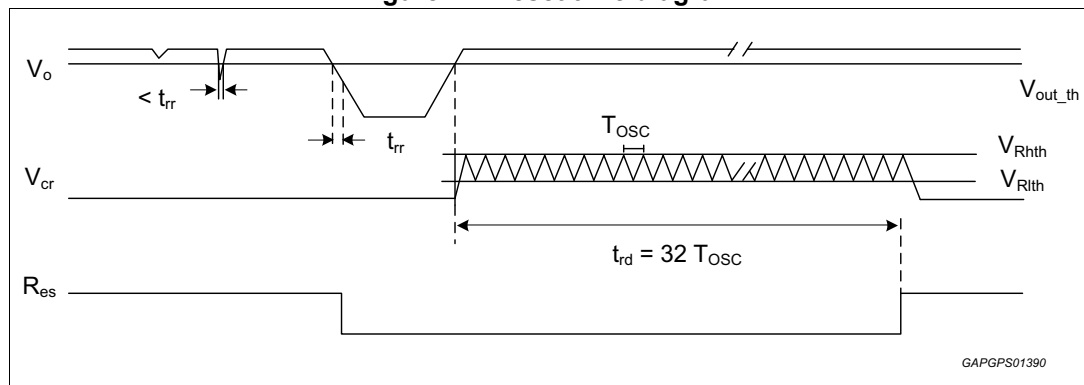 V_o
< t_rr
V_out_th
t_rr
T_OSC
V_Rhth
V_cr
V_Rlth
t_rd = 32 T_OSC
R_es
GAPGPS01390